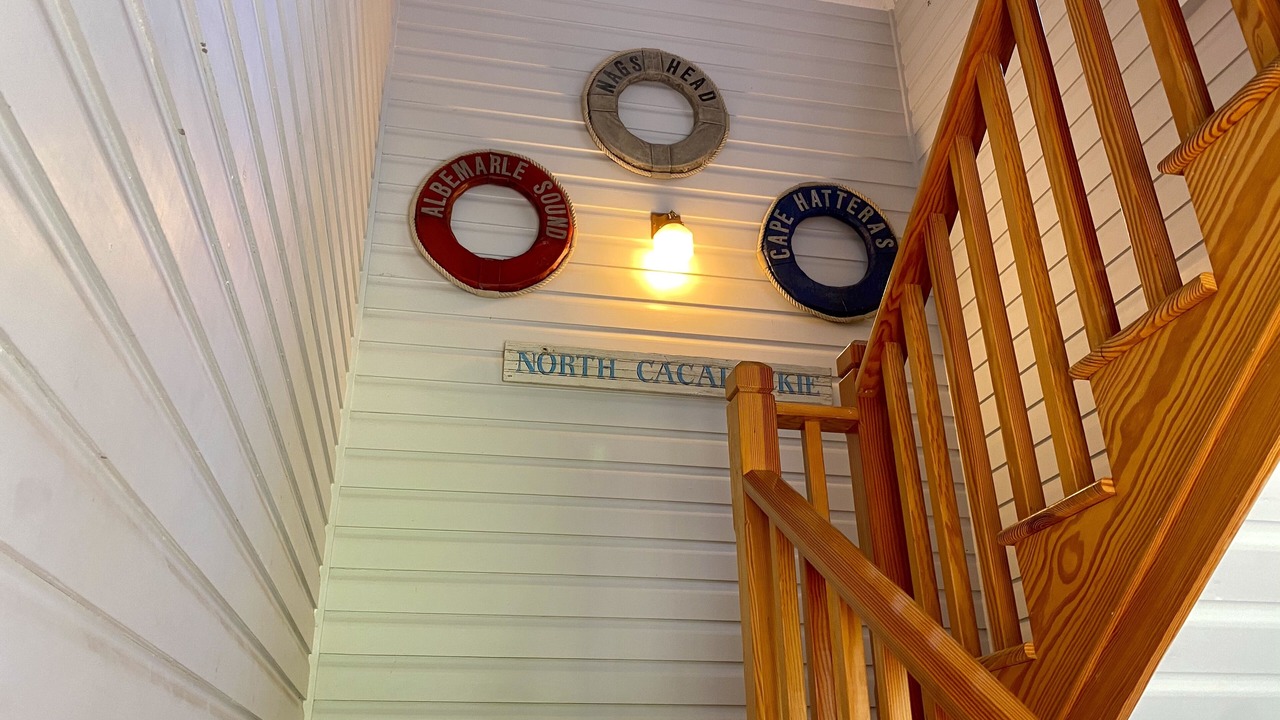 NAGS HEAD
ALBEMARLE SOUND
CAPE HATTERAS
NORTH